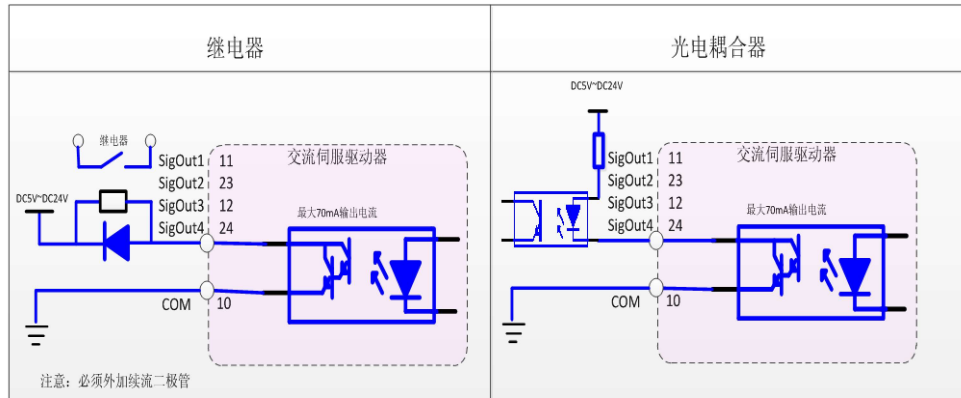 继电器
光电耦合器
继电器
SigOut1 11
SigOut2 23
SigOut3 12
SigOut4 24
交流伺服驱动器
DC5V~DC24V
最大70mA输出电流
COM 10
注意：必须外加续流二极管
DC5V~DC24V
SigOut1 11
SigOut2 23
SigOut3 12
SigOut4 24
交流伺服驱动器
最大70mA输出电流
COM 10